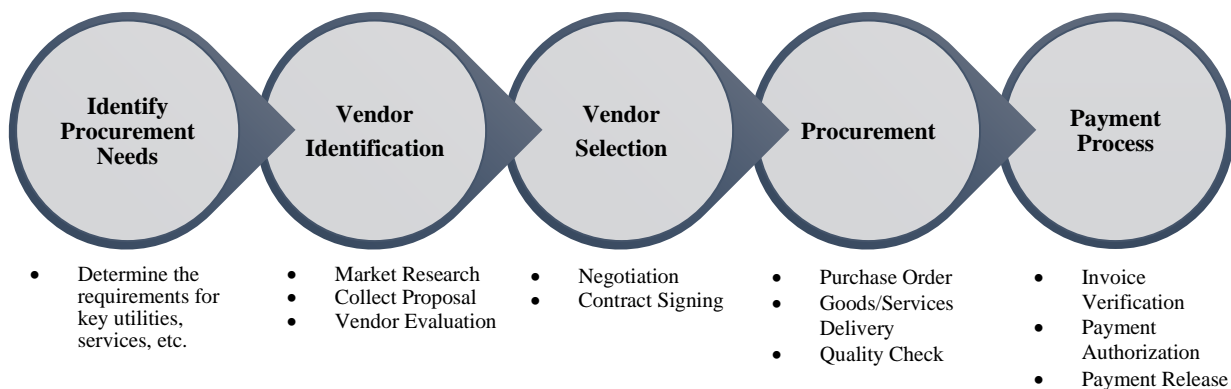 Identify
Procurement
Needs
Vendor
Identification
Vendor
Selection
Procurement
Payment
Process
• Determine the
requirements for
key utilities,
services, etc.
• Market Research
• Collect Proposal
• Vendor Evaluation
• Negotiation
• Contract Signing
• Purchase Order
• Goods/Services
Delivery
• Quality Check
• Invoice
Verification
• Payment
Authorization
• Payment Release